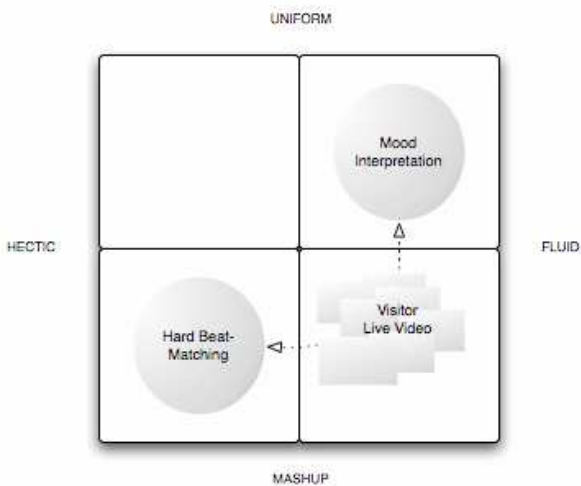 UNIFORM
Mood
Interpretation
HECTIC
FLUID
Visitor
Live Video
Hard Beat-
Matching
MASHUP